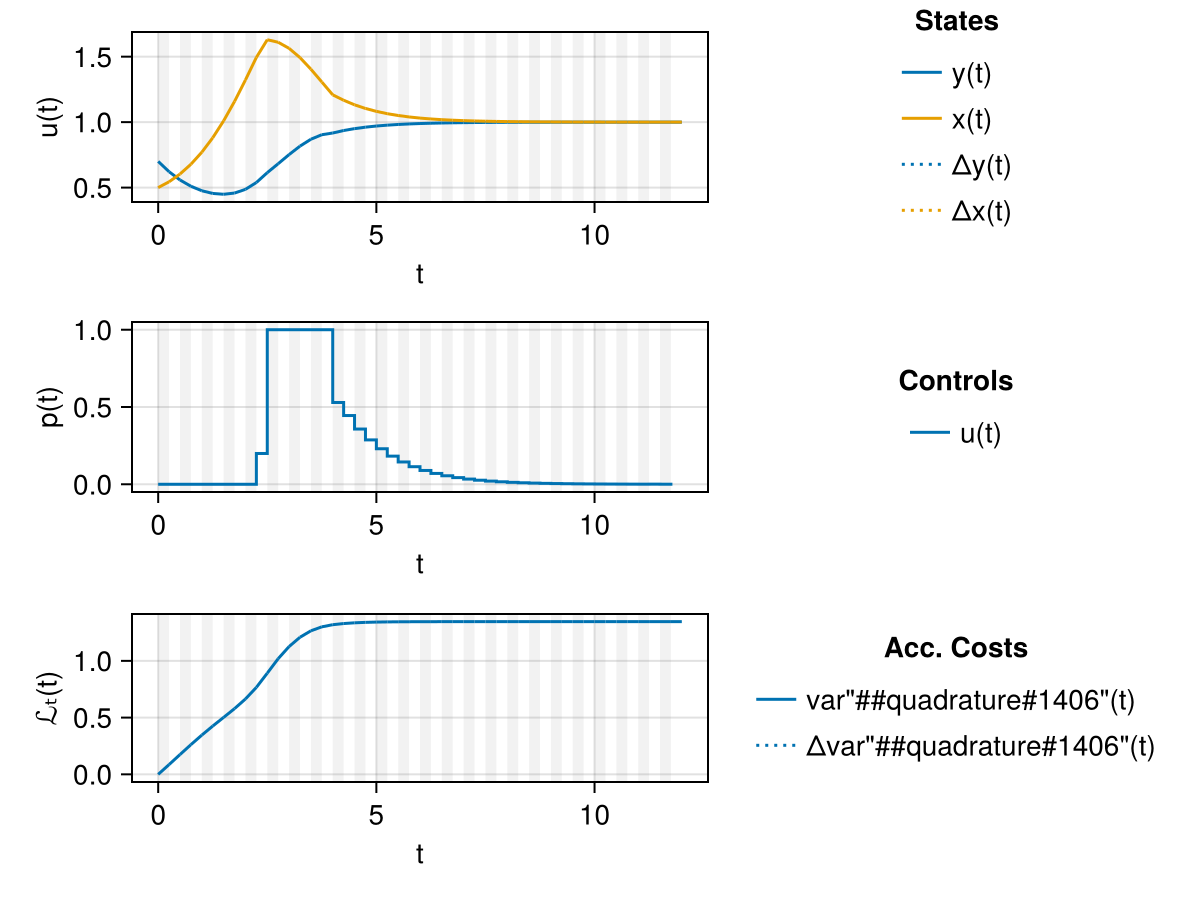 States
y(t)
x(t)
Δy(t)
Δx(t)
u(t)
1.5
1.0
0.5
0
5
10
t
Controls
u(t)
p(t)
1.0
0.5
0.0
0
5
10
t
Acc. Costs
var"##quadrature#1406"(t)
Δvar"##quadrature#1406"(t)
ℒₜ(t)
1.0
0.5
0.0
0
5
10
t